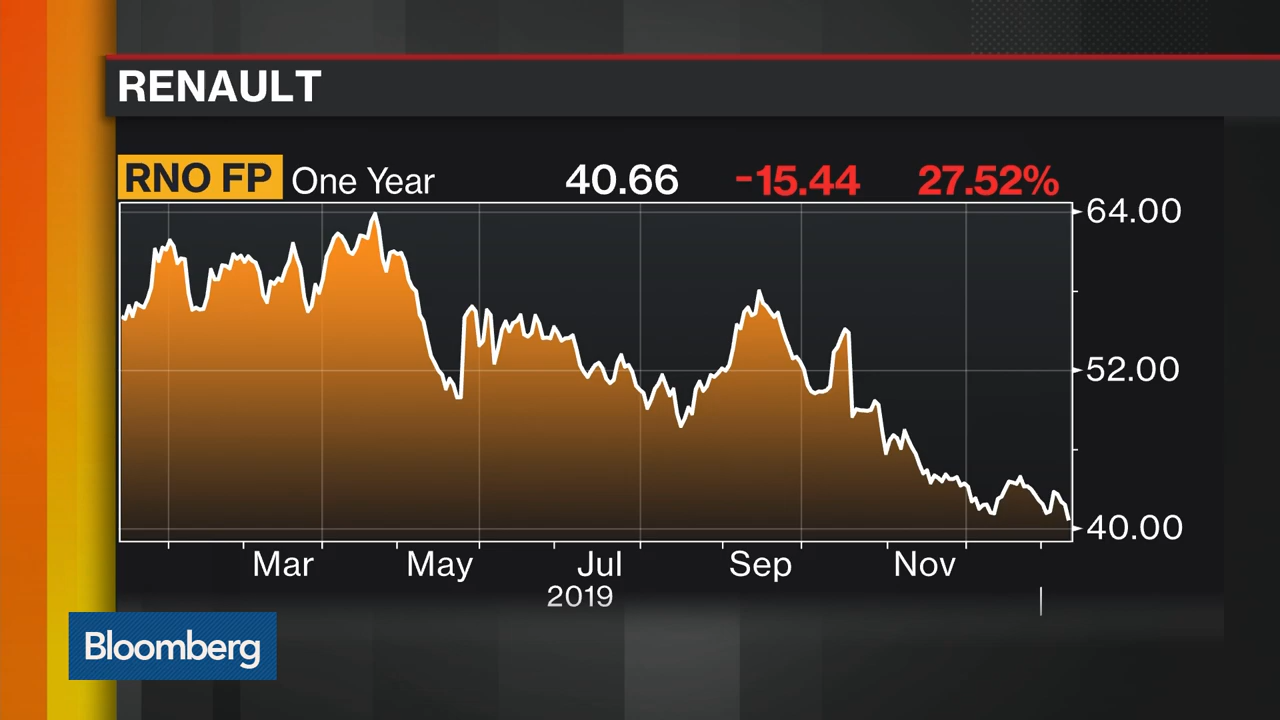 RENAULT
RNO FP One Year 40.66 -15.44 27.52%
64.00
52.00
40.00
Mar May Jul Sep Nov
2019
Bloomberg